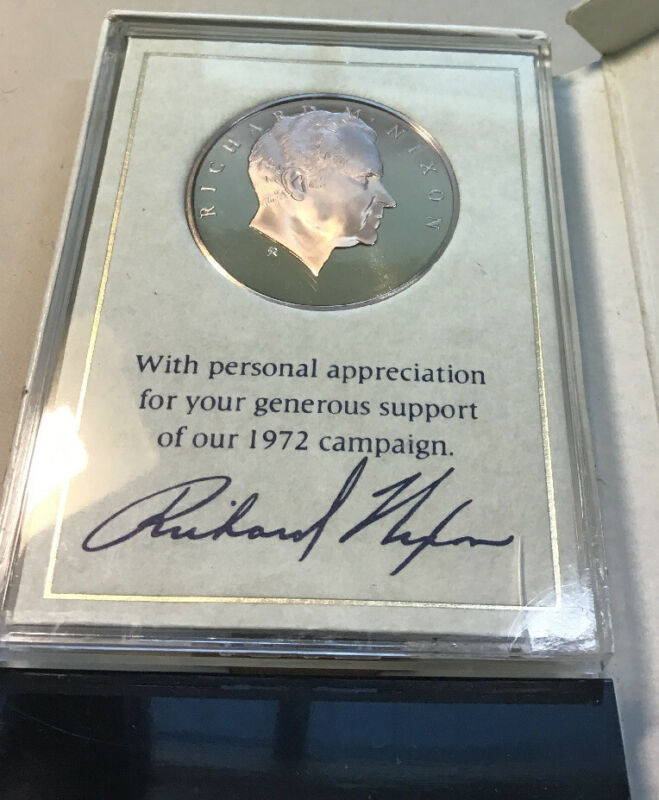 RICHARD M. NIXON
With personal appreciation
for your generous support
of our 1972 campaign.
Richard Nixon